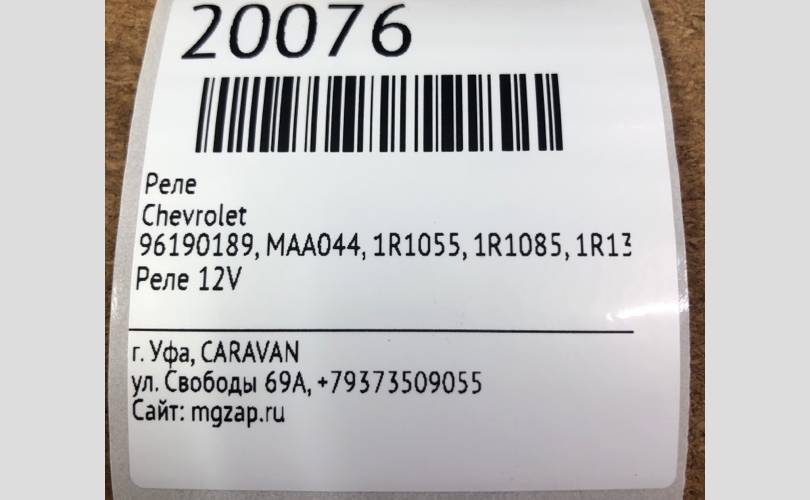 20076
Реле
Chevrolet
96190189, MAA044, 1R1055, 1R1085, 1R13
Реле 12V
г. Уфа, CARAVAN
ул. Свободы 69А, +79373509055
Сайт: mgzap.ru